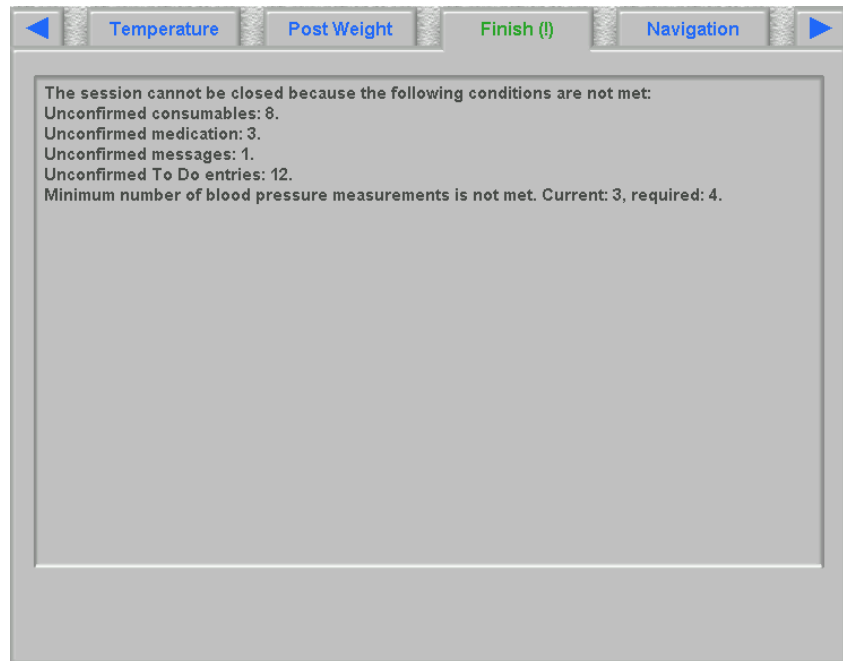 Temperature
Post Weight
Finish (!)
Navigation
The session cannot be closed because the following conditions are not met:
Unconfirmed consumables: 8.
Unconfirmed medication: 3.
Unconfirmed messages: 1.
Unconfirmed To Do entries: 12.
Minimum number of blood pressure measurements is not met. Current: 3, required: 4.